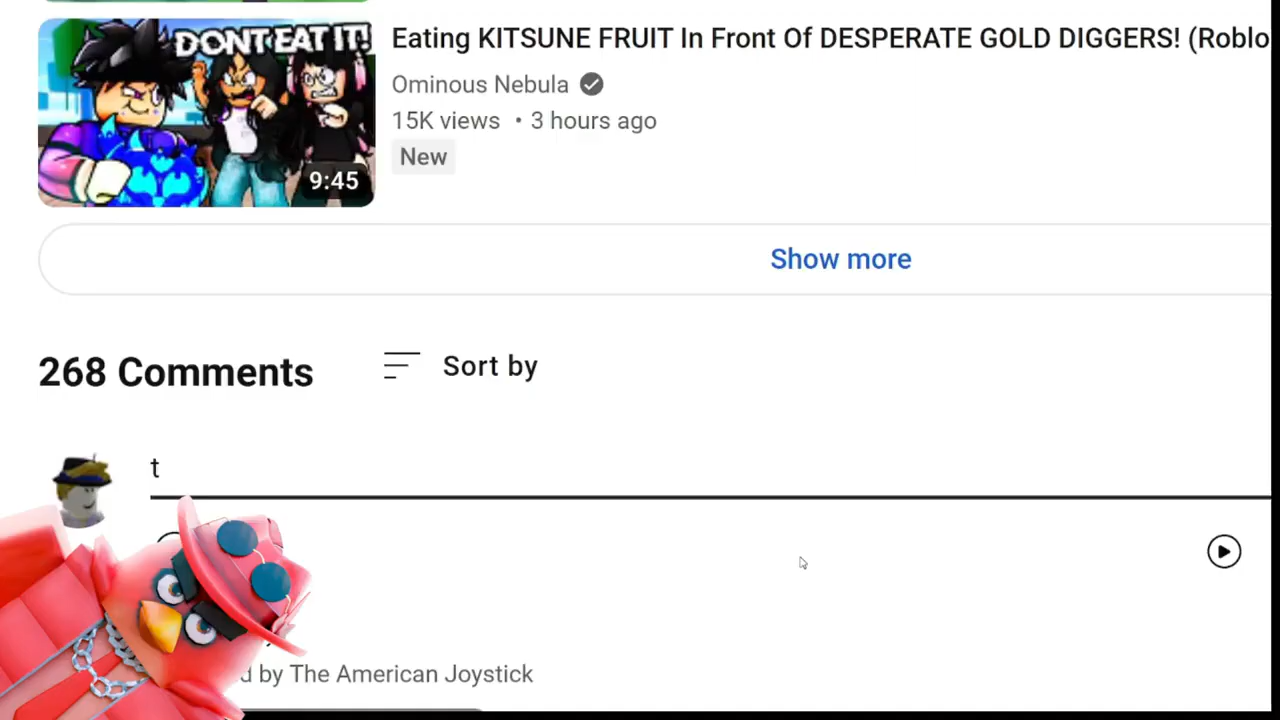 DONT EAT IT!
9:45
Eating KITSUNE FRUIT In Front Of DESPERATE GOLD DIGGERS! (Roblo
Ominous Nebula
15K views • 3 hours ago
New
Show more
268 Comments
Sort by
t
by The American Joystick